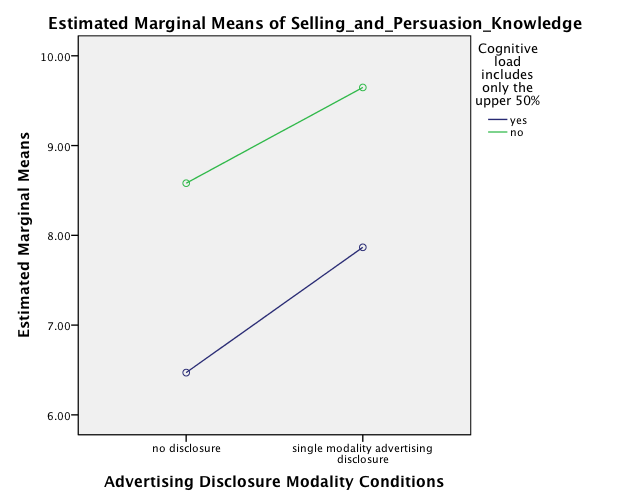 Estimated Marginal Means of Selling_and_Persuasion_Knowledge
Cognitive
load
includes
only the
upper 50%
yes
no
Estimated Marginal Means
10.00
9.00
8.00
7.00
6.00
no disclosure
single modality advertising
disclosure
Advertising Disclosure Modality Conditions